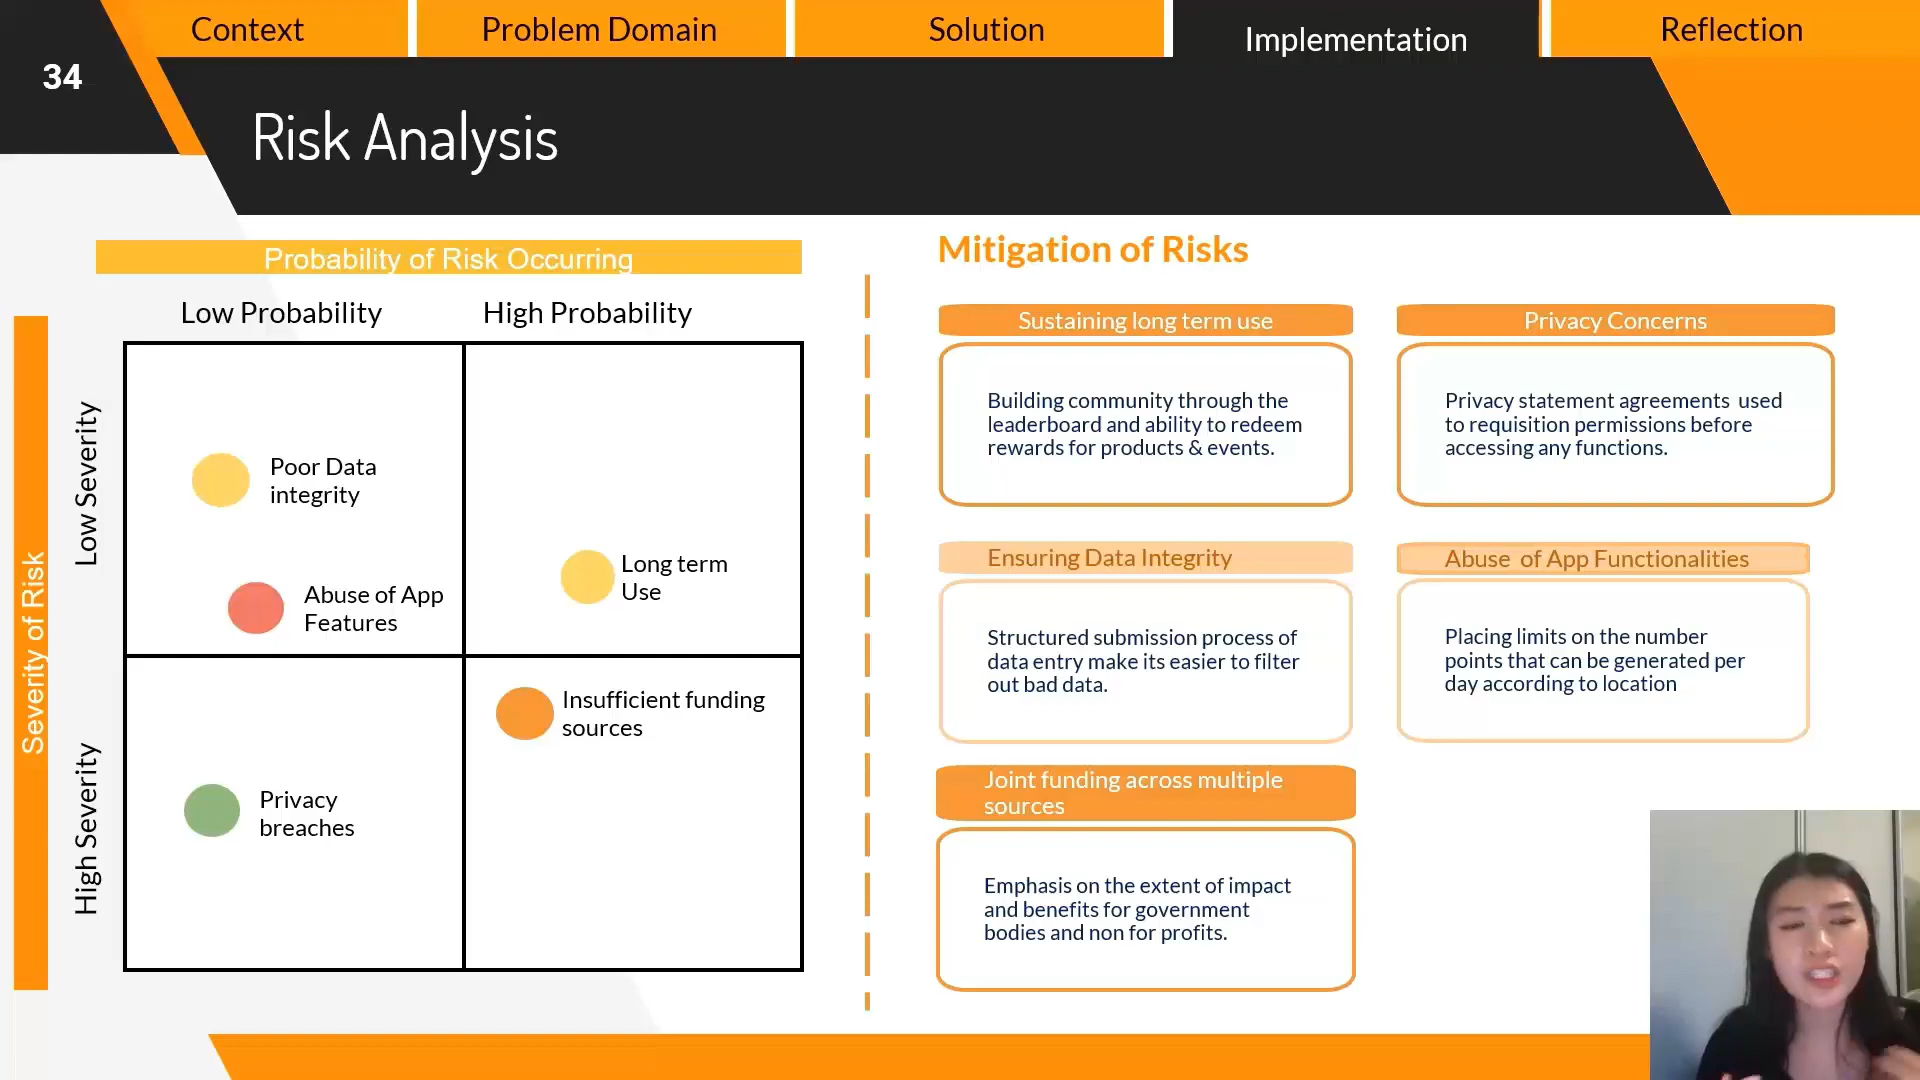 Context
Problem Domain
Solution
Implementation
Reflection
34
Risk Analysis
Probability of Risk Occurring
Low Probability
High Probability
Severity of Risk
Low Severity
High Severity
Poor Data
integrity
Abuse of App
Features
Long term
Use
Insufficient funding
sources
Privacy
breaches
Mitigation of Risks
Sustaining long term use
Building community through the
leaderboard and ability to redeem
rewards for products & events.
Privacy Concerns
Privacy statement agreements  used
to requisition permissions before
accessing any functions.
Ensuring Data Integrity
Structured submission process of
data entry make its easier to filter
out bad data.
Abuse  of App Functionalities
Placing limits on the number
points that can be generated per
day according to location
Joint funding across multiple
sources
Emphasis on the extent of impact
and benefits for government
bodies and non for profits.